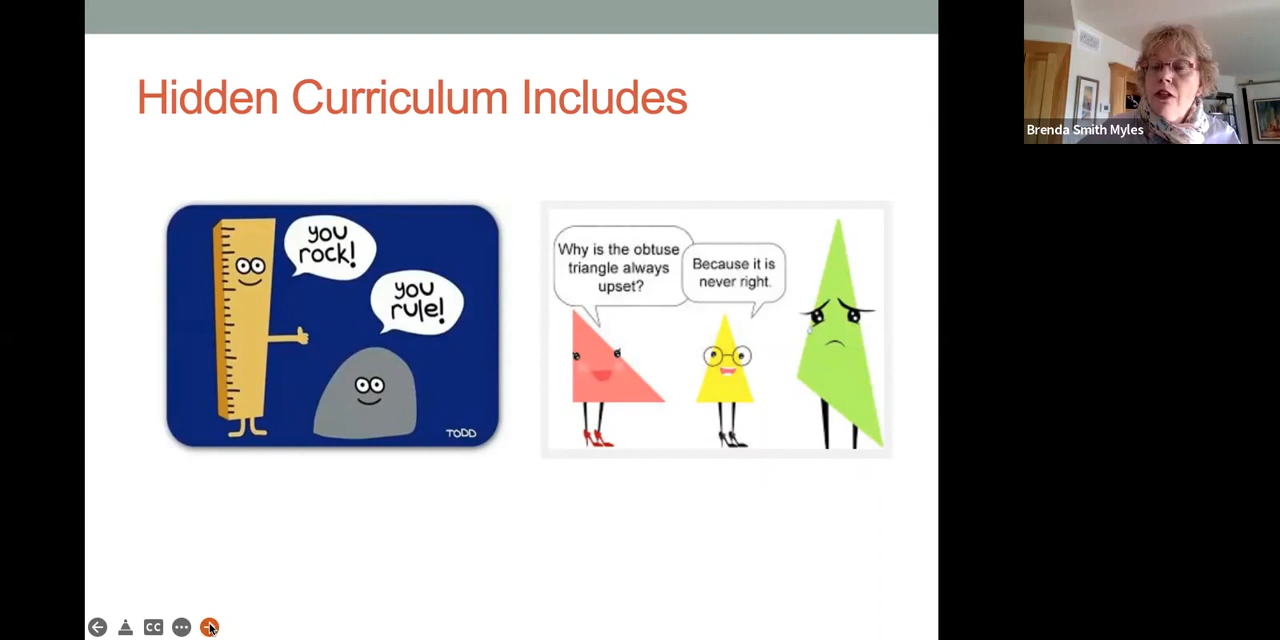 Hidden Curriculum Includes
you
rock!
you
rule!
TODD
Why is the obtuse
triangle always
upset?
Because it is
never right.
Brenda Smith Myles
CC